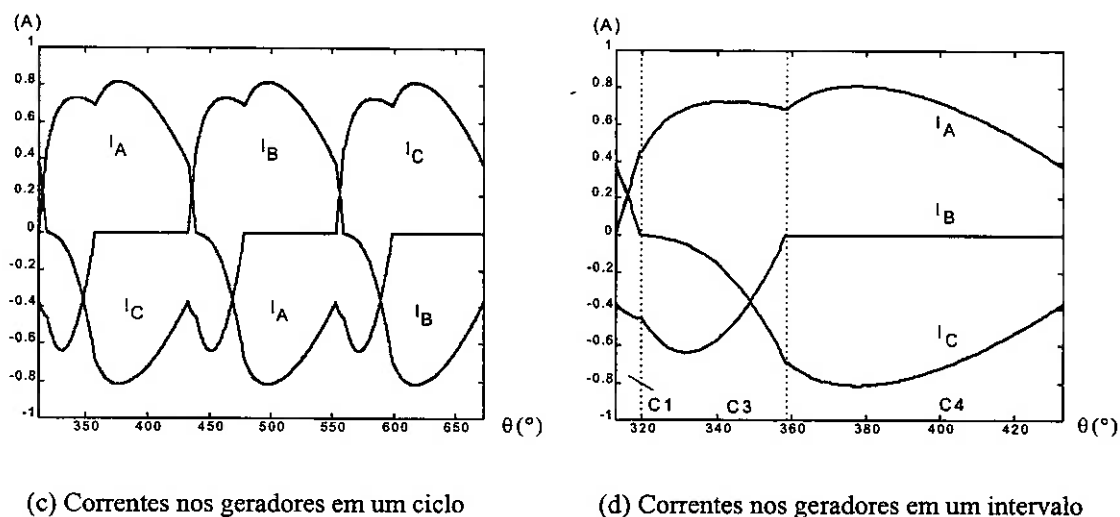 (A)
1
0.8
0.6
0.4
0.2
0
-0.2
-0.4
-0.6
-0.8
-1
I_A
I_B
I_C
I_C
I_A
I_B
350 400 450 500 550 600 650 θ(°)
(c) Correntes nos geradores em um ciclo
(A)
1
0.8
0.6
0.4
0.2
0
-0.2
-0.4
-0.6
-0.8
-1
I_A
I_B
I_C
C1 C3 C4
320 340 360 380 400 420 θ(°)
(d) Correntes nos geradores em um intervalo